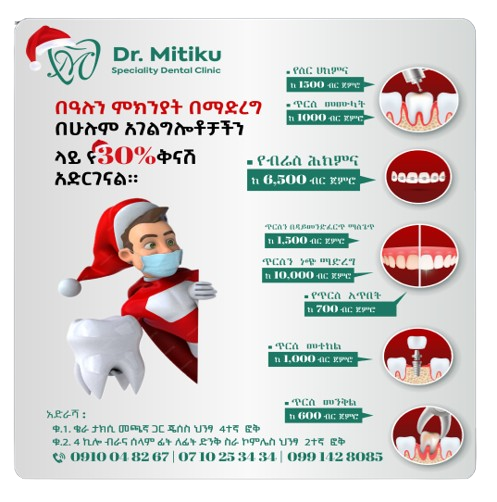 Dr. Mitiku
Speciality Dental Clinic
በዓሉን ምክንያት በማድረግ
በሁሉም አገልግሎቶቻችን
ላይ የ30%ቅናሽ
አድርገናል።
የስር ህክምና
ከ 1500 ብር ጀምሮ
ጥርስ መሙላት
ከ 1000 ብር ጀምሮ
የብሬስ ሕክምና
ከ 6,500 ብር ጀምሮ
ጥርስን በዳይመንድፈርጥ ማስጌጥ
ከ 1,500 ብር ጀምሮ
ጥርስን ነጭ ማድረግ
ከ 10,000 ብር ጀምሮ
የጥርስ እጥበት
ከ 700 ብር ጀምሮ
ጥርስ መተከል
ከ 1,000 ብር ጀምሮ
ጥርስ መንቅል
ከ 600 ብር ጀምሮ
አድራሻ :
ቁ.1. ቄራ ታክሲ መጫኛ ጋር ጄሰስ ህንፃ 4ተኛ ፎቅ
ቁ.2. 4 ኪሎ ብራና ሰላም ፊት ለፊት ድንቅ ስራ ኮምፕሌስ ህንፃ 2ተኛ ፎቅ
0910 04 82 67 | 07 10 25 34 34 | 099 142 8085